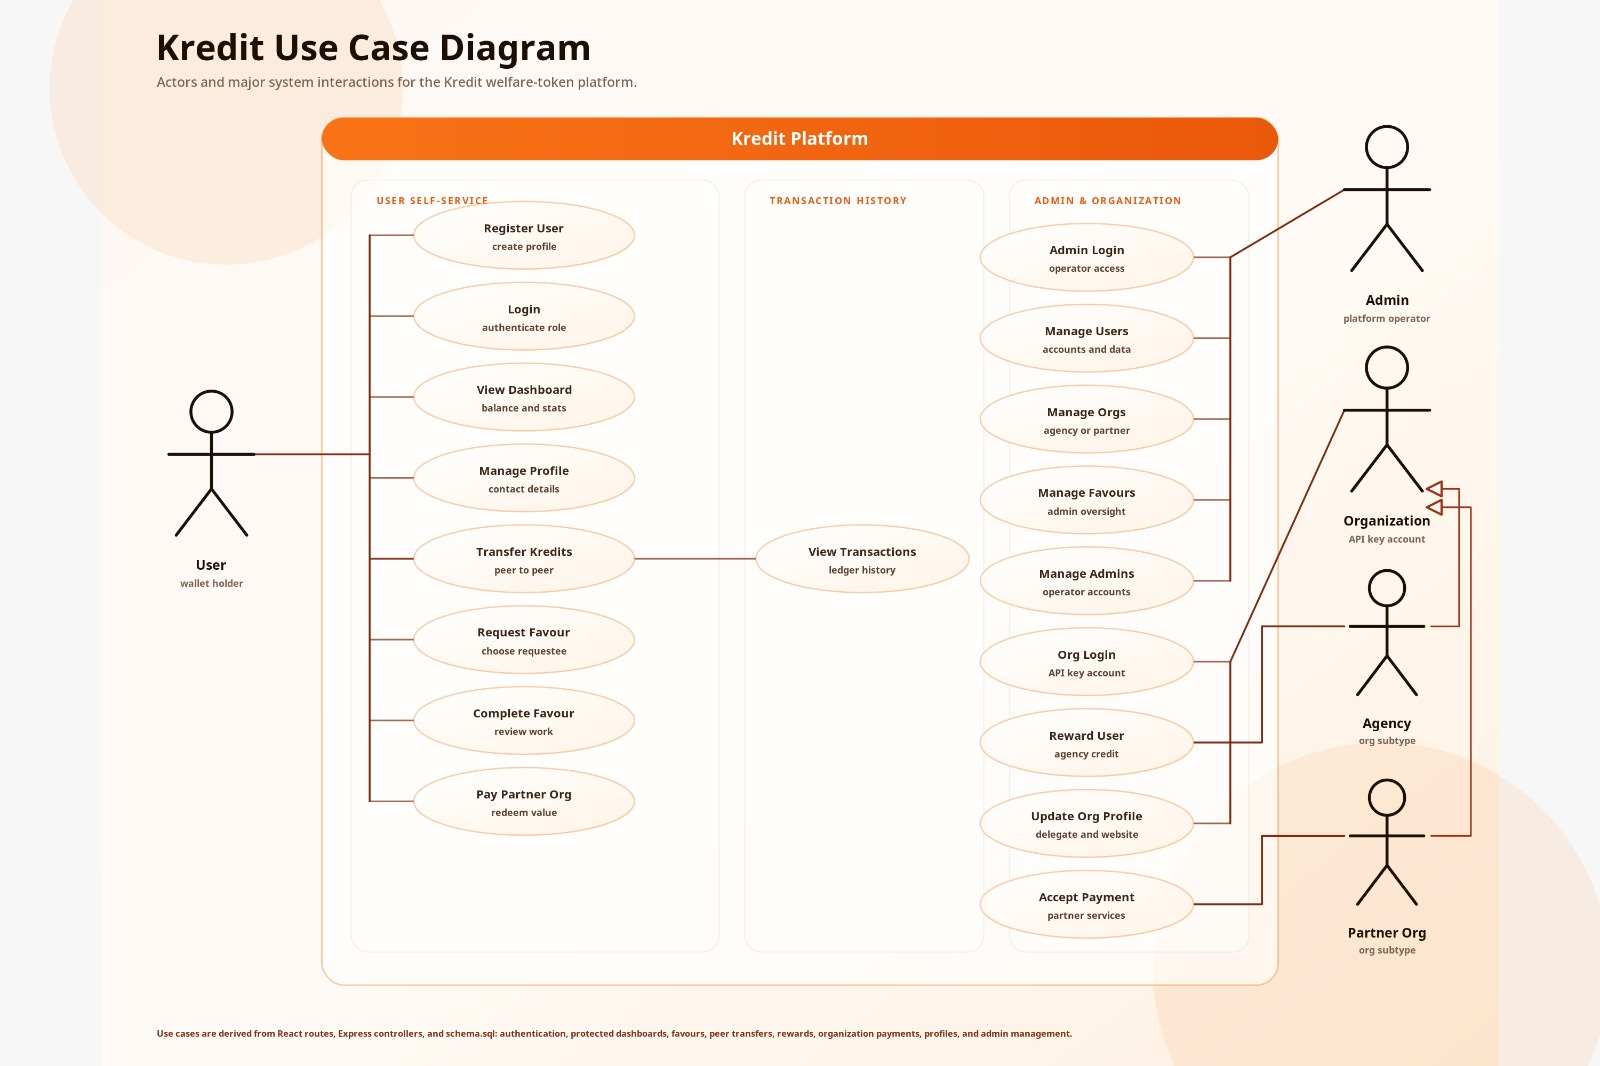 Kredit Use Case Diagram
Actors and major system interactions for the Kredit welfare-token platform.
Kredit Platform
USER SELF-SERVICE
Register User
create profile
Login
authenticate role
View Dashboard
balance and stats
Manage Profile
contact details
Transfer Kredits
peer to peer
Request Favour
choose requestee
Complete Favour
review work
Pay Partner Org
redeem value
TRANSACTION HISTORY
View Transactions
ledger history
ADMIN & ORGANIZATION
Admin Login
operator access
Manage Users
accounts and data
Manage Orgs
agency or partner
Manage Favours
admin oversight
Manage Admins
operator accounts
Org Login
API key account
Reward User
agency credit
Update Org Profile
delegate and website
Accept Payment
partner services
User
wallet holder
Admin
platform operator
Organization
API key account
Agency
org subtype
Partner Org
org subtype
Use cases are derived from React routes, Express controllers, and schema.sql: authentication, protected dashboards, favours, peer transfers, rewards, organization payments, profiles, and admin management.